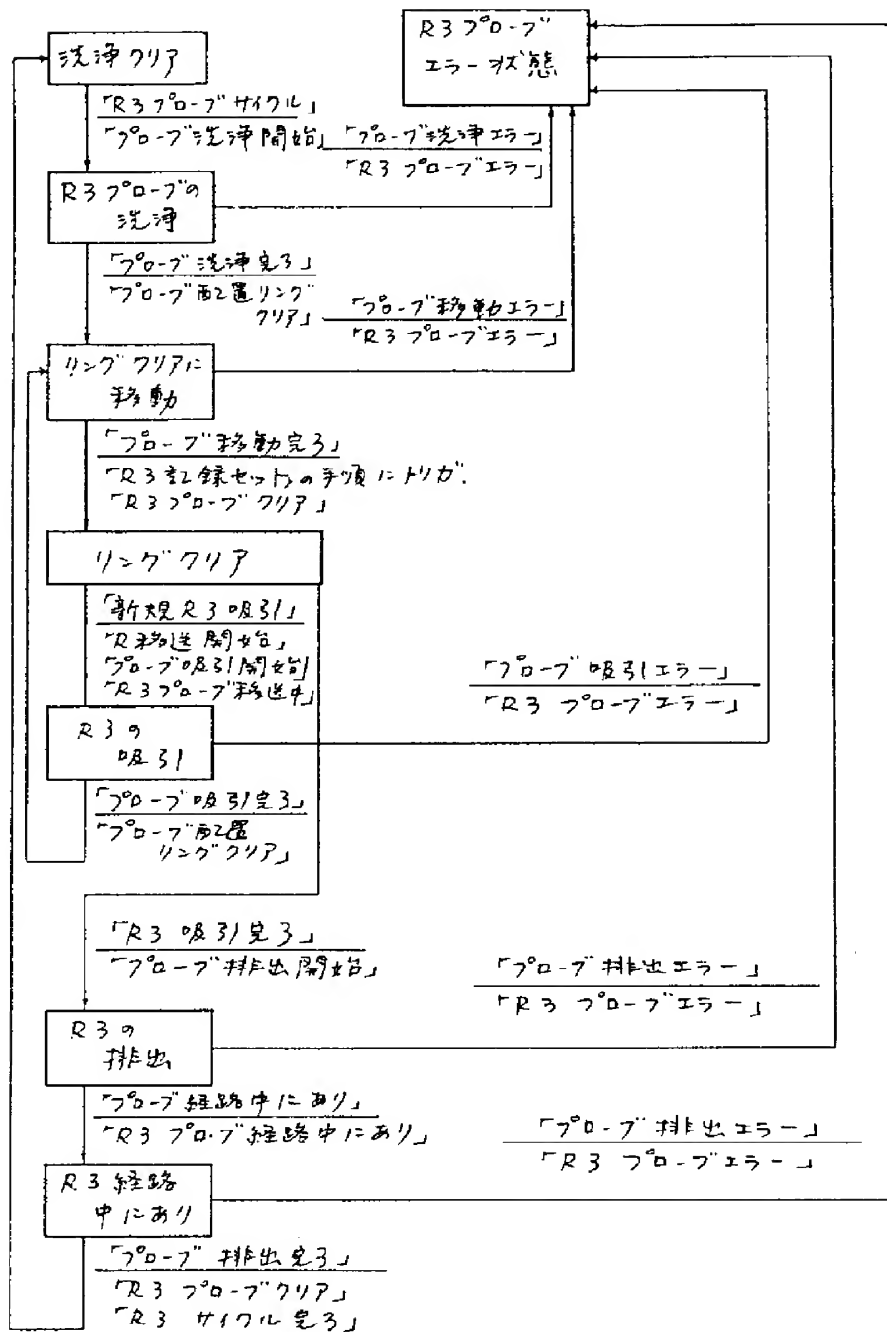 R3プローブ
エラー状態
洗浄クリア
「R3プローブサイクル」
「プローブ洗浄開始」
「プローブ洗浄エラー」
「R3 プローブエラー」
R3プローブの
洗浄
「プローブ洗浄完了」
「プローブ配置リング
クリア」
「プローブ移動エラー」
「R3プローブエラー」
リングクリアに
移動
「プローブ移動完了」
「R3記録セットの手順にトリガ.
「R3プローブクリア」
リングクリア
「新規R3吸引」
「R移送開始」
「プローブ吸引開始」
「R3プローブ移送中」
「プローブ 吸引エラー」
「R3 プローブエラー」
R3の
吸引
「プローブ吸引完了」
「プローブ配置
リングクリア」
「R3 吸引完了」
「プローブ排出開始」
「プローブ排出エラー」
「R3 プローブエラー」
R3の
排出
「プローブ経路中にあり」
「R3 プローブ経路中にあり」
「プローブ排出エラー」
「R3 プローブエラー」
R3経路
中にあり
「プローブ 排出完了」
「R3 プローブクリア」
「R3 サイクル完了」